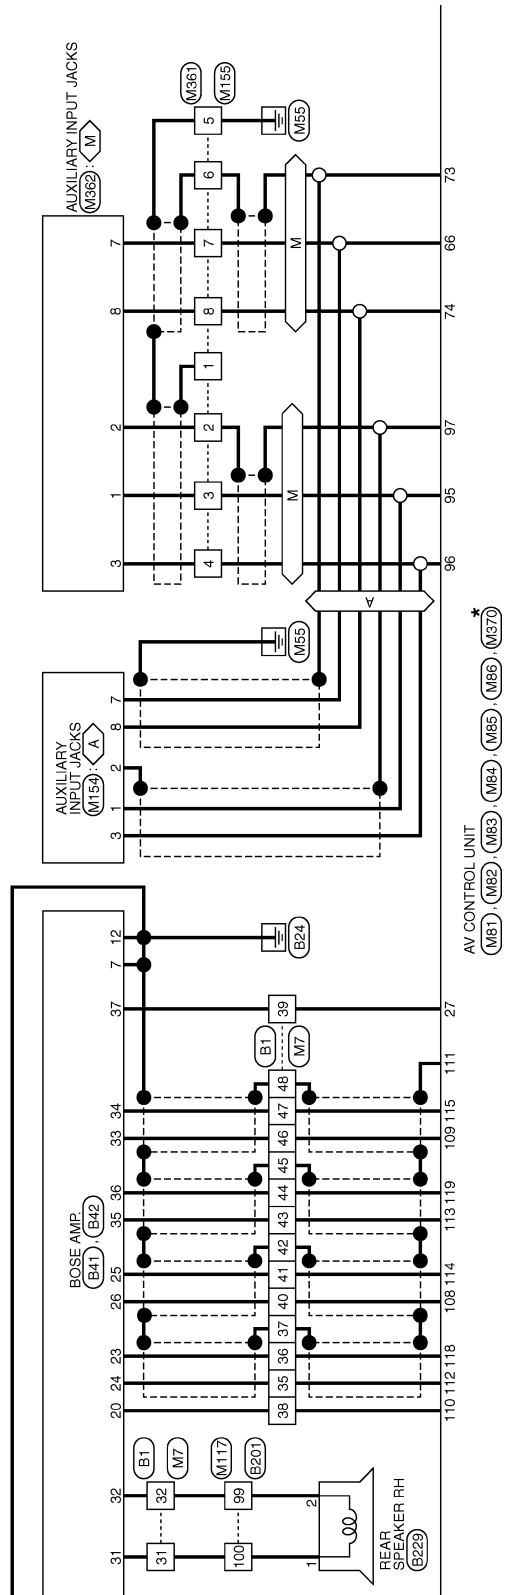 AUXILIARY INPUT JACKS
M362 : M
7
8
2
1
3
M361
M155
5
6
7
8
1
2
3
4
M55
M
M
73
66
74
97
95
96
A
AUXILIARY
INPUT JACKS
M154 : A
7
8
2
1
3
M55
AV CONTROL UNIT
M81 , M82 , M83 , M84 , M85 , M86 , M370 *
BOSE AMP.
B41 , B42
12
7
37
34
33
36
35
25
26
23
24
20
32
31
B24
39
B1
M7
48
47
46
45
44
43
42
41
40
37
36
35
38
27
111
115
109
119
113
114
108
118
112
110
B1
M7
32
31
M117
B201
99
100
2
1
REAR
SPEAKER RH
B229